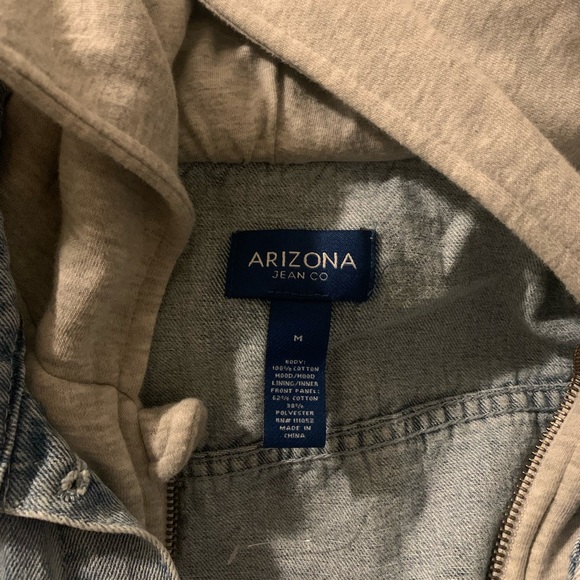 ARIZONA
JEAN CO
M
BODY:
100% COTTON
HOOD/HOOD
LINING/INNER
FRONT PANEL:
62% COTTON
38%
POLYESTER
RN# 111052
MADE IN
CHINA